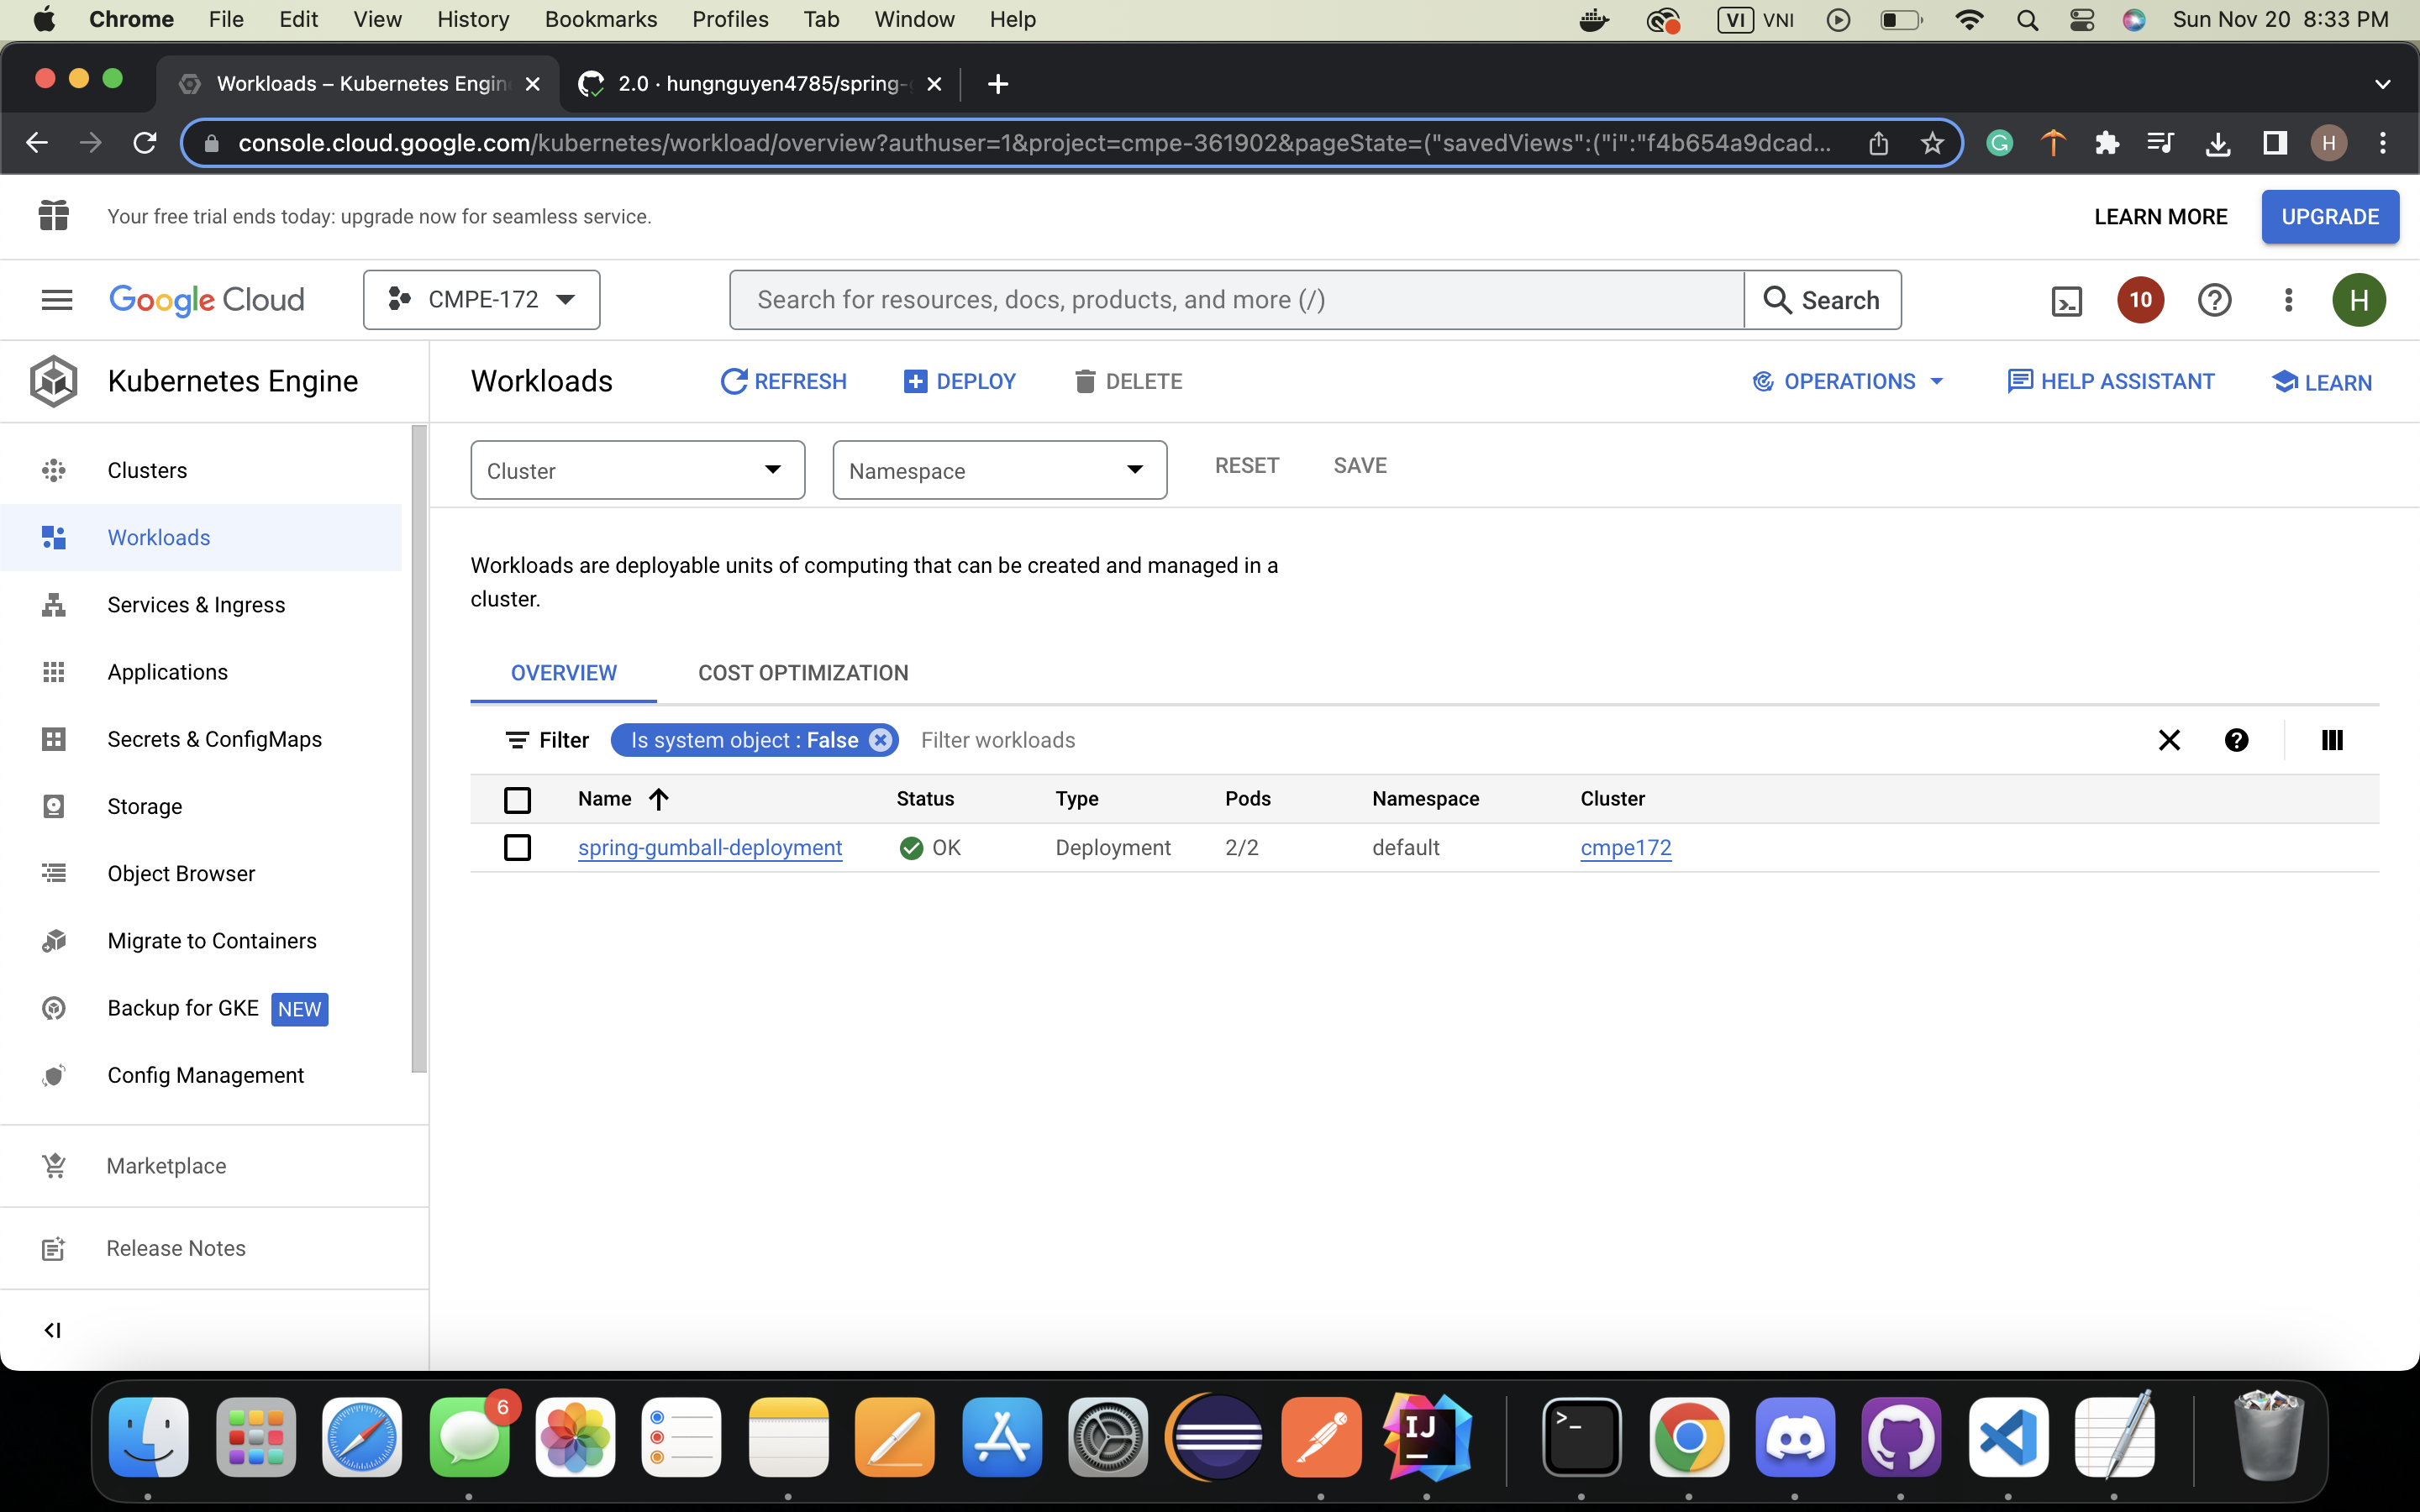 Chrome File Edit View History Bookmarks Profiles Tab Window Help VI VNI Sun Nov 20 8:33 PM
Workloads – Kubernetes Engin 2.0 · hungnguyen4785/spring-g
console.cloud.google.com/kubernetes/workload/overview?authuser=1&project=cmpe-361902&pageState=("savedViews":("i":"f4b654a9dcad... G H
Your free trial ends today: upgrade now for seamless service. LEARN MORE UPGRADE
Google Cloud CMPE-172 Search for resources, docs, products, and more (/) Search 10 H
Kubernetes Engine Workloads REFRESH DEPLOY DELETE OPERATIONS HELP ASSISTANT LEARN
Clusters
Workloads
Services & Ingress
Applications
Secrets & ConfigMaps
Storage
Object Browser
Migrate to Containers
Backup for GKE NEW
Config Management
Marketplace
Release Notes
Cluster Namespace RESET SAVE
Workloads are deployable units of computing that can be created and managed in a
cluster.
OVERVIEW COST OPTIMIZATION
Filter Is system object : False Filter workloads
Name Status Type Pods Namespace Cluster
spring-gumball-deployment OK Deployment 2/2 default cmpe172
6
IJ